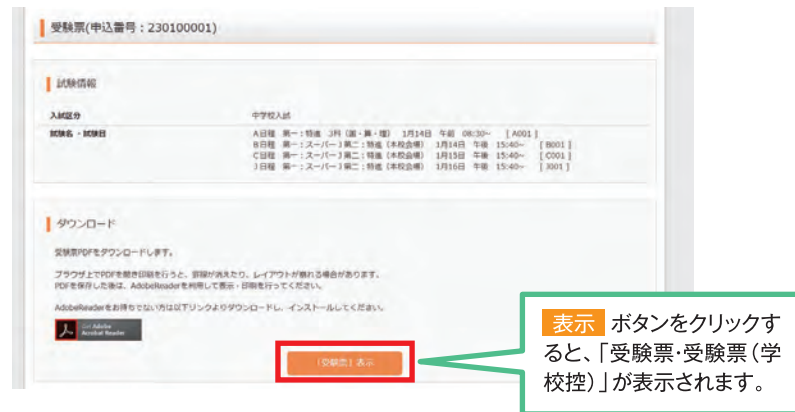 受験票(申込番号：230100001)
試験情報
入試区分 中学校入試
試験名・試験日 A日程 第一：特進 3科（国・算・理） 1月14日 午前 08:30～ [ A001 ]
B日程 第一：スーパーJ 第二：特進（本校会場） 1月14日 午後 15:40～ [ B001 ]
C日程 第一：スーパーJ 第二：特進（本校会場） 1月15日 午後 15:40～ [ C001 ]
J日程 第一：スーパーJ 第二：特進（本校会場） 1月16日 午後 15:40～ [ J001 ]
ダウンロード
受験票PDFをダウンロードします。
ブラウザ上でPDFを開き印刷を行うと、罫線が消えたり、レイアウトが崩れる場合があります。
PDFを保存した後は、AdobeReaderを利用して表示・印刷を行ってください。
AdobeReaderをお持ちでない方は以下リンクよりダウンロードし、インストールしてください。
Get Adobe
Acrobat Reader
「受験票」表示
表示 ボタンをクリックす
ると、「受験票・受験票（学
校控）」が表示されます。